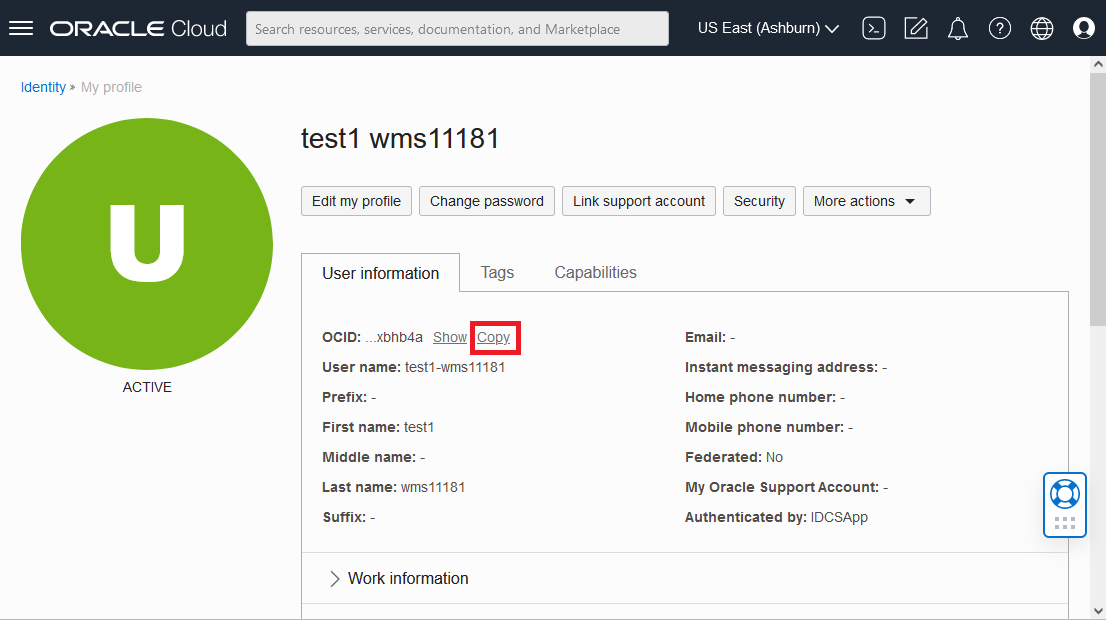 ORACLE Cloud
Search resources, services, documentation, and Marketplace
US East (Ashburn)
Identity » My profile
U
ACTIVE
test1 wms11181
Edit my profile
Change password
Link support account
Security
More actions
User information
Tags
Capabilities
OCID: ...xbhb4a Show Copy
User name: test1-wms11181
Prefix: -
First name: test1
Middle name: -
Last name: wms11181
Suffix: -
Email: -
Instant messaging address: -
Home phone number: -
Mobile phone number: -
Federated: No
My Oracle Support Account: -
Authenticated by: IDCSApp
Work information